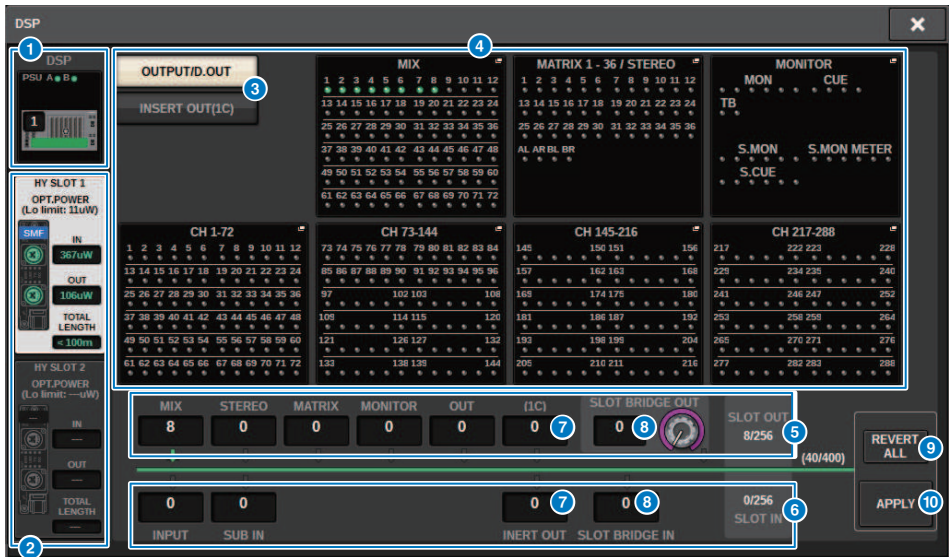 DSP
1
4
DSP
PSU A B
1
OUTPUT/D.OUT
3
INSERT OUT(1C)
MIX
1 2 3 4 5 6 7 8 9 10 11 12
13 14 15 16 17 18 19 20 21 22 23 24
25 26 27 28 29 30 31 32 33 34 35 36
37 38 39 40 41 42 43 44 45 46 47 48
49 50 51 52 53 54 55 56 57 58 59 60
61 62 63 64 65 66 67 68 69 70 71 72
MATRIX 1 - 36 / STEREO
1 2 3 4 5 6 7 8 9 10 11 12
13 14 15 16 17 18 19 20 21 22 23 24
25 26 27 28 29 30 31 32 33 34 35 36
AL AR BL BR
MONITOR
MON CUE
TB
S.MON S.MON METER
S.CUE
HY SLOT 1
OPT.POWER
(Lo limit: 11uW)
SMF
IN
367uW
OUT
106uW
TOTAL
LENGTH
< 100m
CH 1-72
1 2 3 4 5 6 7 8 9 10 11 12
13 14 15 16 17 18 19 20 21 22 23 24
25 26 27 28 29 30 31 32 33 34 35 36
37 38 39 40 41 42 43 44 45 46 47 48
49 50 51 52 53 54 55 56 57 58 59 60
61 62 63 64 65 66 67 68 69 70 71 72
CH 73-144
73 74 75 76 77 78 79 80 81 82 83 84
85 86 87 88 89 90 91 92 93 94 95 96
97 102 103 108
109 114 115 120
121 126 127 132
133 138 139 144
CH 145-216
145 150 151 156
157 162 163 168
169 174 175 180
181 186 187 192
193 198 199 204
205 210 211 216
CH 217-288
217 222 223 228
229 234 235 240
241 246 247 252
253 258 259 264
265 270 271 276
277 282 283 288
HY SLOT 2
OPT.POWER
(Lo limit: ---uW)
—
IN
—
OUT
—
TOTAL
LENGTH
—
2
MIX STEREO MATRIX MONITOR OUT (1C) SLOT BRIDGE OUT
8 0 0 0 0 0 7 0 8
SLOT OUT
8/256
5
(40/400)
0 0 0 7 0 8
0/256
SLOT IN
6
INPUT SUB IN INERT OUT SLOT BRIDGE IN
REVERT
ALL
9
APPLY
10